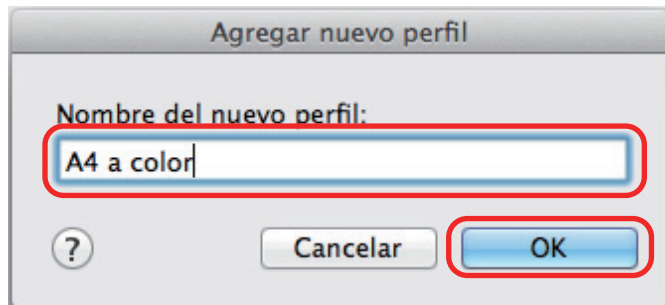 Agregar nuevo perfil
Nombre del nuevo perfil:
A4 a color
?
Cancelar
OK